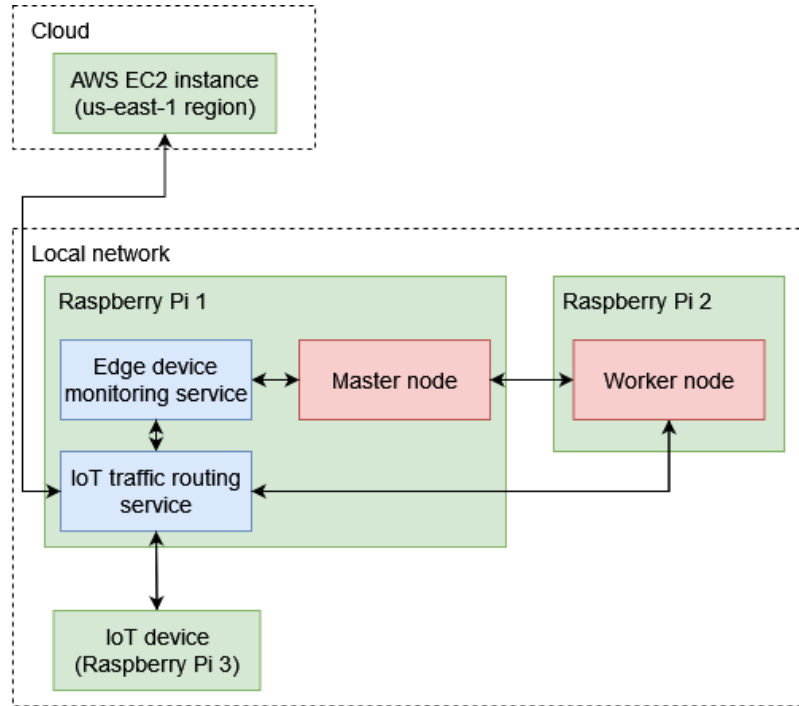 Cloud
AWS EC2 instance
(us-east-1 region)
Local network
Raspberry Pi 1
Raspberry Pi 2
Edge device
monitoring service
Master node
Worker node
IoT traffic routing
service
IoT device
(Raspberry Pi 3)